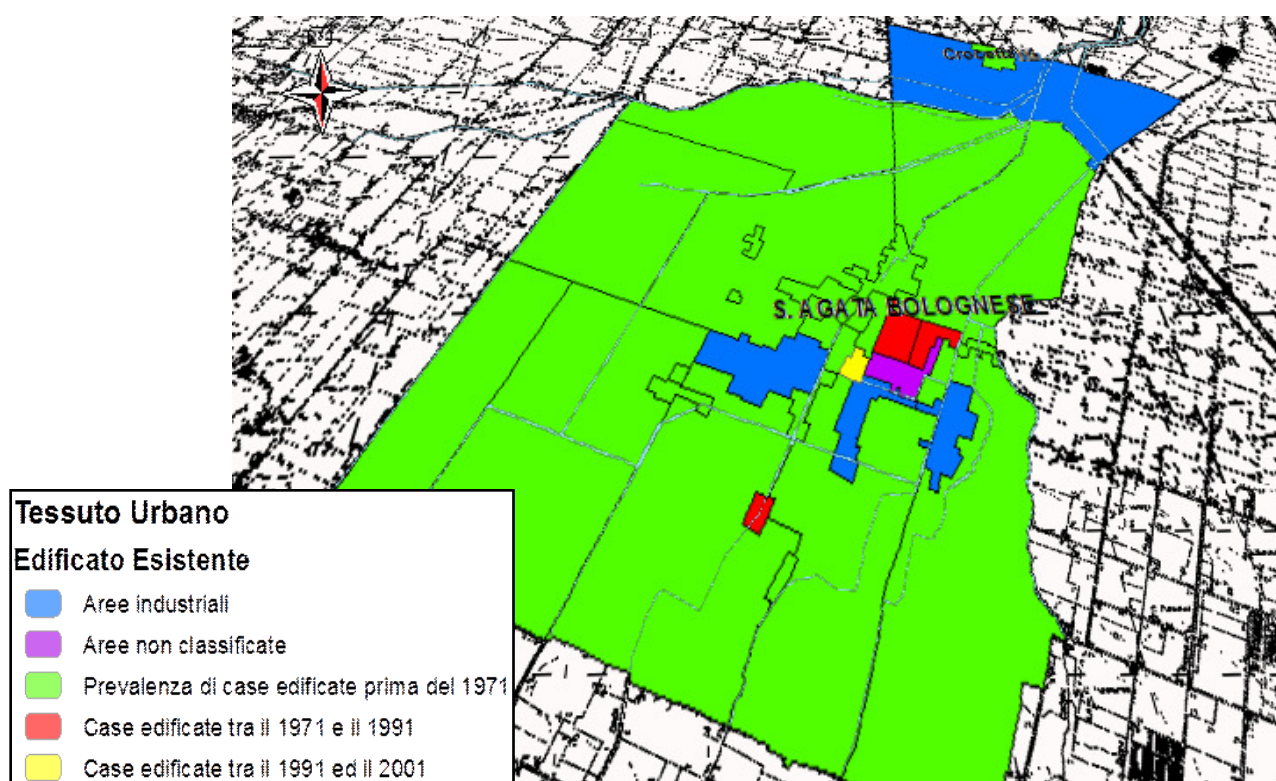 S. AGATA BOLOGNESE
Tessuto Urbano
Edificato Esistente
Aree industriali
Aree non classificate
Prevalenza di case edificate prima del 1971
Case edificate tra il 1971 e il 1991
Case edificate tra il 1991 ed il 2001